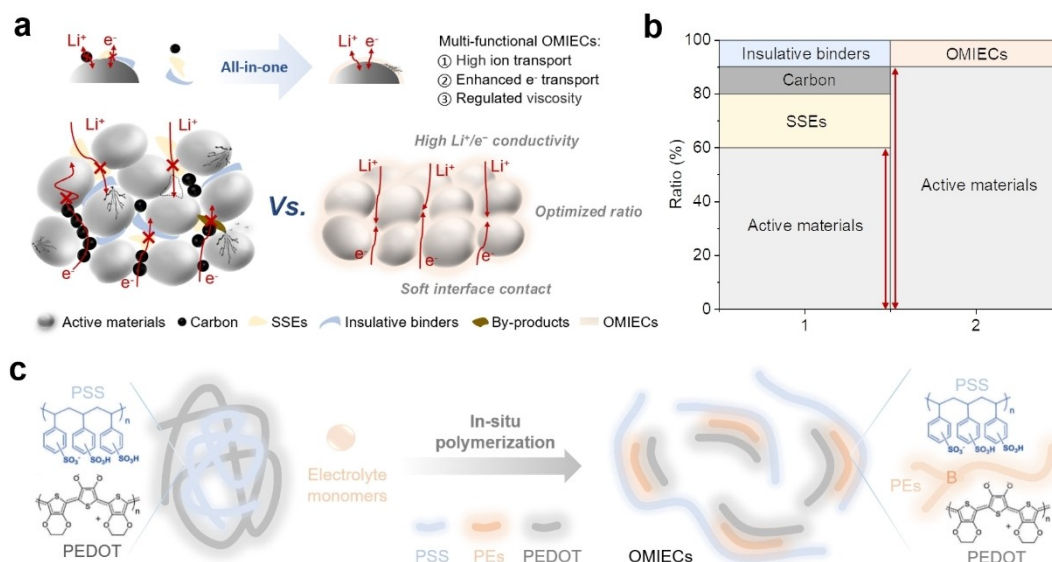 a
Li⁺ e⁻
All-in-one
Li⁺ e⁻
Multi-functional OMIECs:
① High ion transport
② Enhanced e⁻ transport
③ Regulated viscosity
Li⁺ Li⁺
e⁻ e⁻ e⁻
Vs.
High Li⁺/e⁻ conductivity
Li⁺ Li⁺ Li⁺
Optimized ratio
e⁻ e⁻ e⁻
Soft interface contact
Active materials Carbon SSEs Insulative binders By-products OMIECs
b
Ratio (%)
100
80
60
40
20
0
Insulative binders OMIECs
Carbon
SSEs
Active materials
Active materials
1 2
c
PSS
n
SO₃⁻ SO₃H SO₃H
S S S
O O O O
+
n
PEDOT
Electrolyte
monomers
In-situ
polymerization
PSS PEs PEDOT
OMIECs
PSS
n
SO₃⁻ SO₃H SO₃H
PEs B
S S S
O O O O
+
n
PEDOT